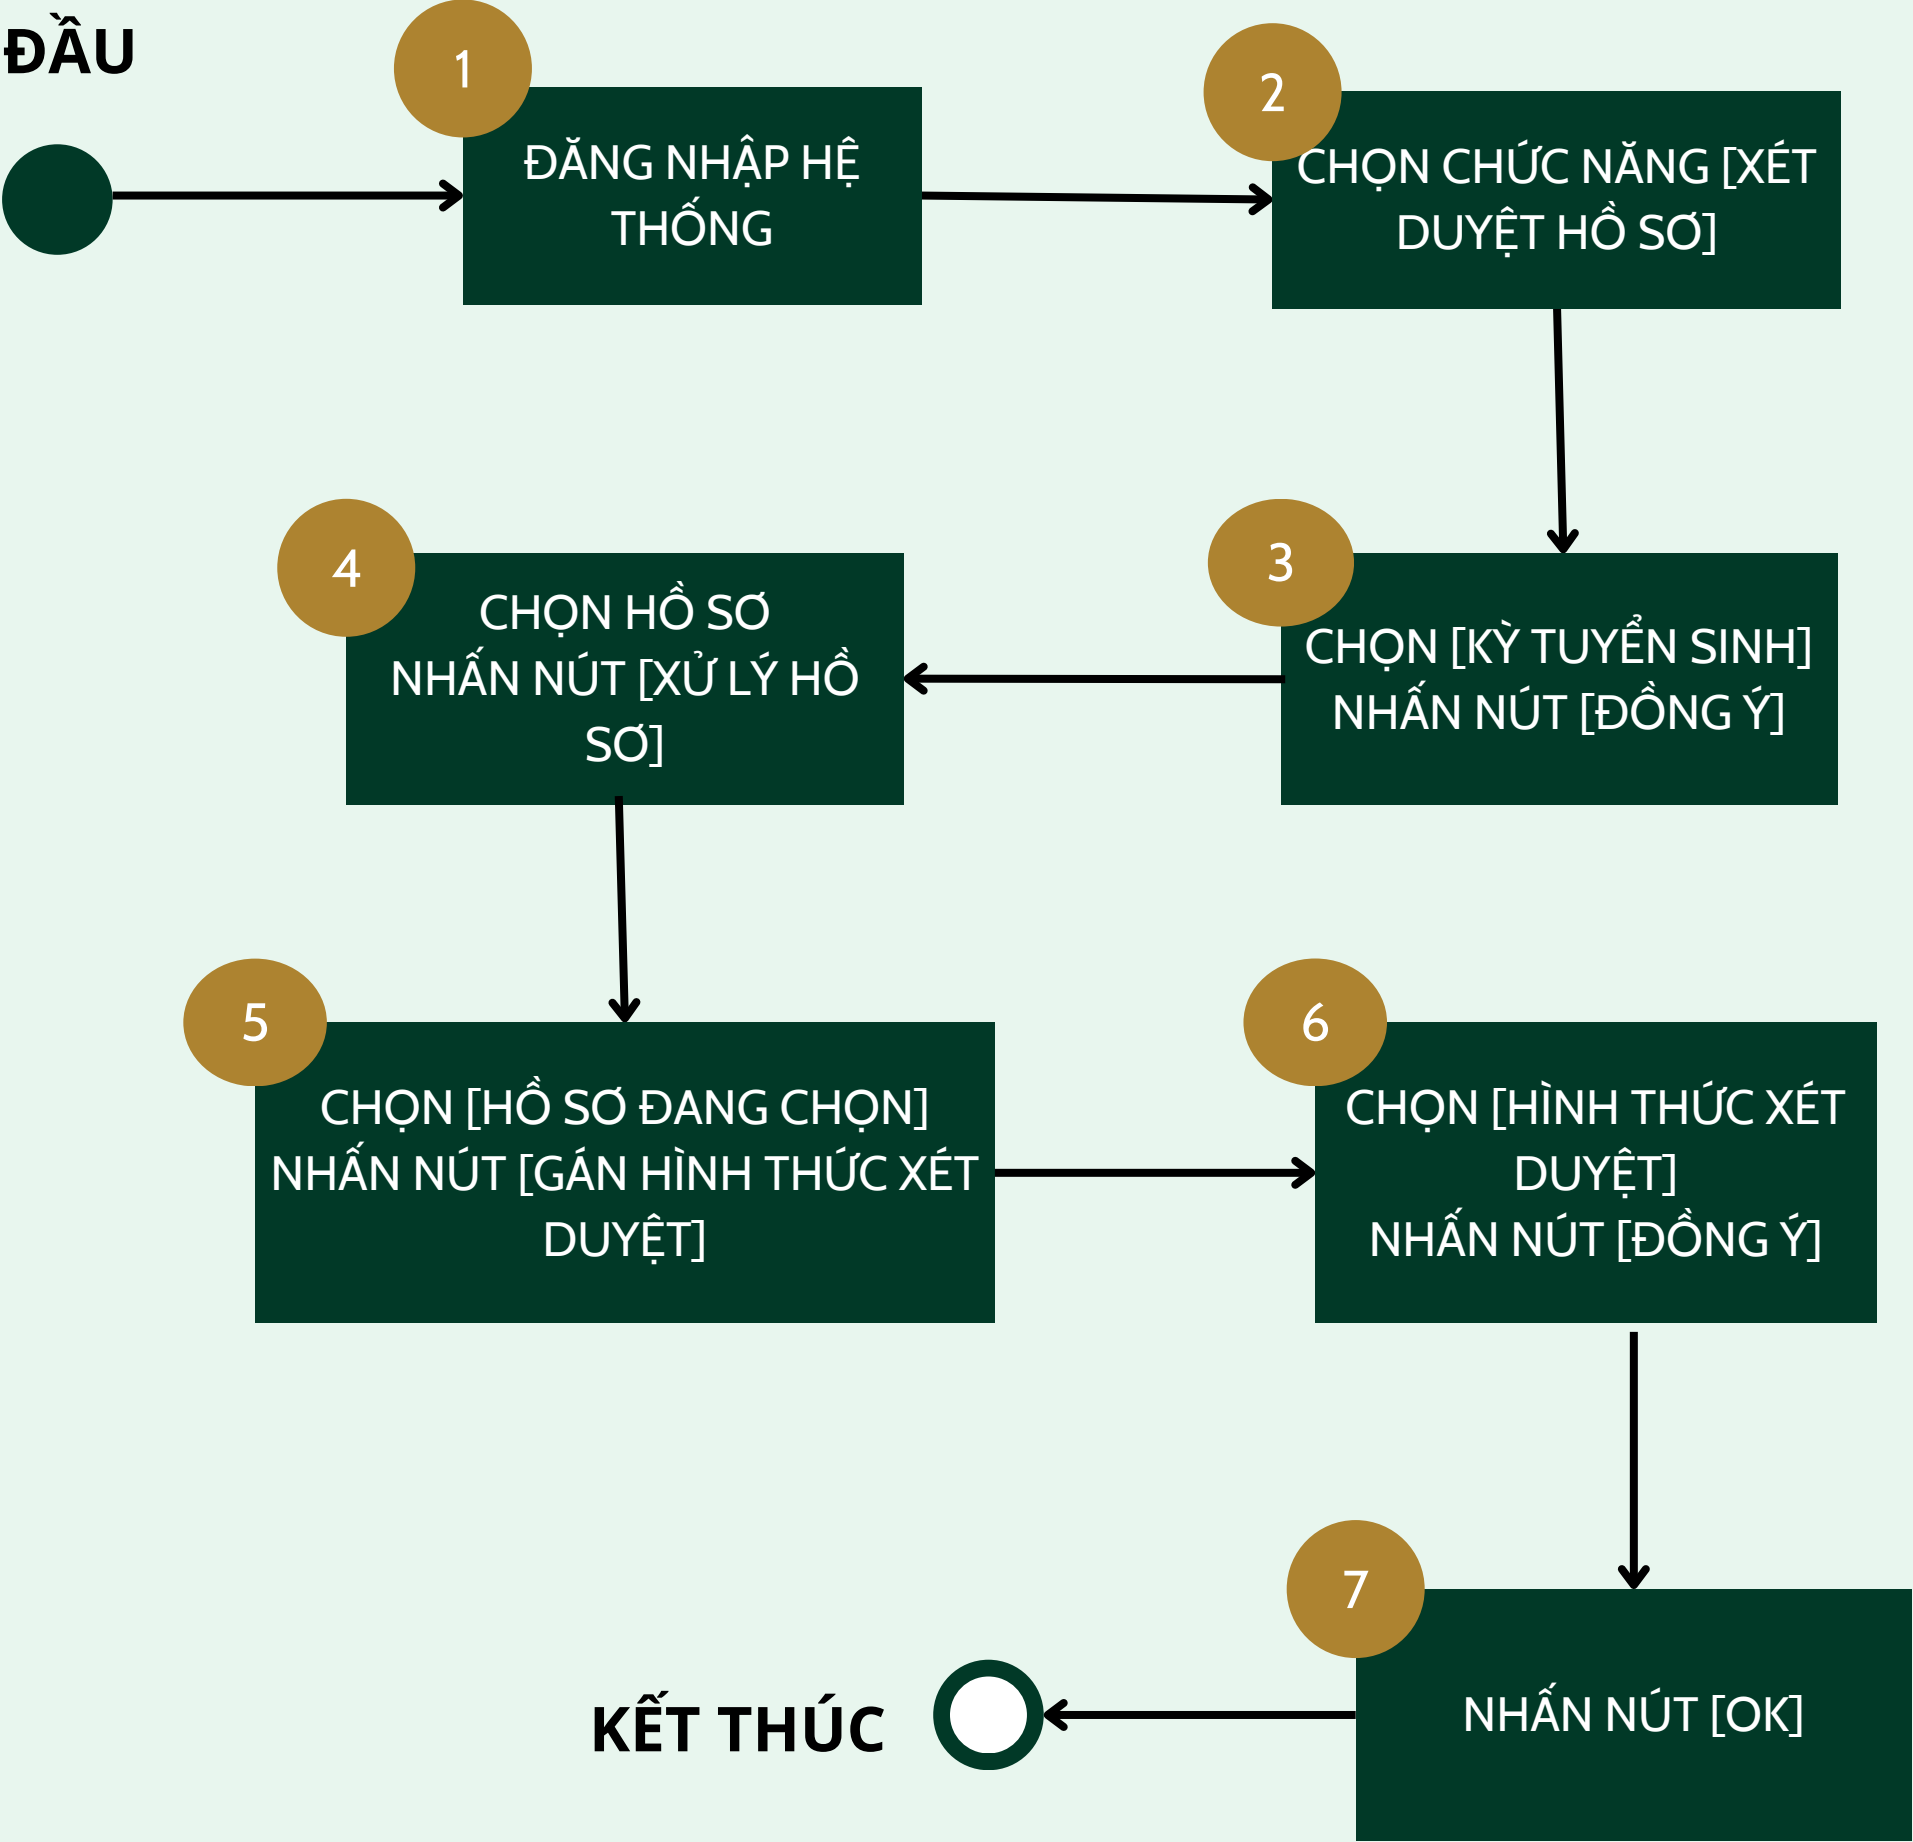 ĐẦU
1
ĐĂNG NHẬP HỆ
THỐNG
2
CHỌN CHỨC NĂNG [XÉT
DUYỆT HỒ SƠ]
3
CHỌN [KỲ TUYỂN SINH]
NHẤN NÚT [ĐỒNG Ý]
4
CHỌN HỒ SƠ
NHẤN NÚT [XỬ LÝ HỒ
SƠ]
5
CHỌN [HỒ SƠ ĐANG CHỌN]
NHẤN NÚT [GÁN HÌNH THỨC XÉT
DUYỆT]
6
CHỌN [HÌNH THỨC XÉT
DUYỆT]
NHẤN NÚT [ĐỒNG Ý]
7
NHẤN NÚT [OK]
KẾT THÚC